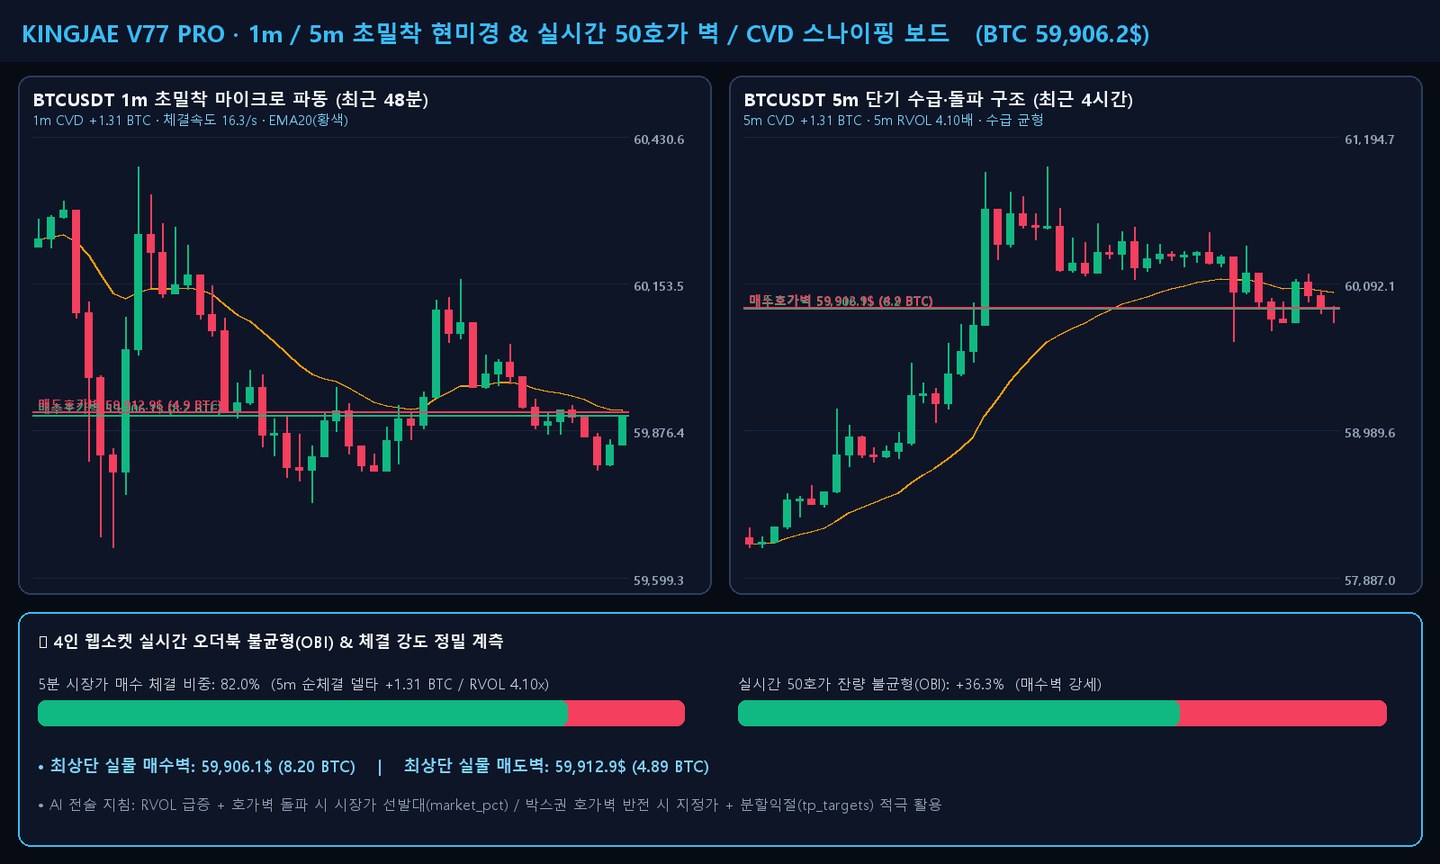 KINGJAE V77 PRO · 1m / 5m 초밀착 현미경 & 실시간 50호가 벽 / CVD 스나이핑 보드 (BTC 59,906.2$)
BTCUSDT 1m 초밀착 마이크로 파동 (최근 48분)
1m CVD +1.31 BTC · 체결속도 16.3/s · EMA20(황색)
60,430.6
60,153.5
59,876.4
59,599.3
BTCUSDT 5m 단기 수급·돌파 구조 (최근 4시간)
5m CVD +1.31 BTC · 5m RVOL 4.10배 · 수급 균형
61,194.7
60,092.1
58,989.6
57,887.0
4인 웹소켓 실시간 오더북 불균형(OBI) & 체결 강도 정밀 계측
5분 시장가 매수 체결 비중: 82.0% (5m 순체결 델타 +1.31 BTC / RVOL 4.10x)
실시간 50호가 잔량 불균형(OBI): +36.3% (매수벽 강세)
• 최상단 실물 매수벽: 59,906.1$ (8.20 BTC) | 최상단 실물 매도벽: 59,912.9$ (4.89 BTC)
• AI 전술 지침: RVOL 급증 + 호가벽 돌파 시 시장가 선발대(market_pct) / 박스권 호가벽 반전 시 지정가 + 분할익절(tp_targets) 적극 활용